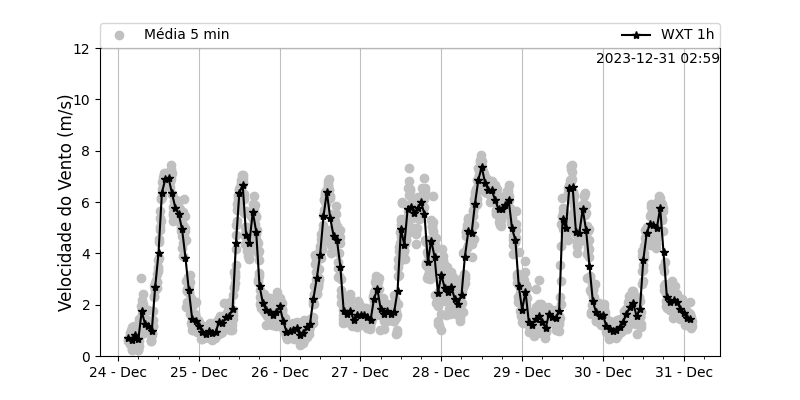 Média 5 min
WXT 1h
2023-12-31 02:59
Velocidade do Vento (m/s)
12
10
8
6
4
2
0
24 - Dec
25 - Dec
26 - Dec
27 - Dec
28 - Dec
29 - Dec
30 - Dec
31 - Dec